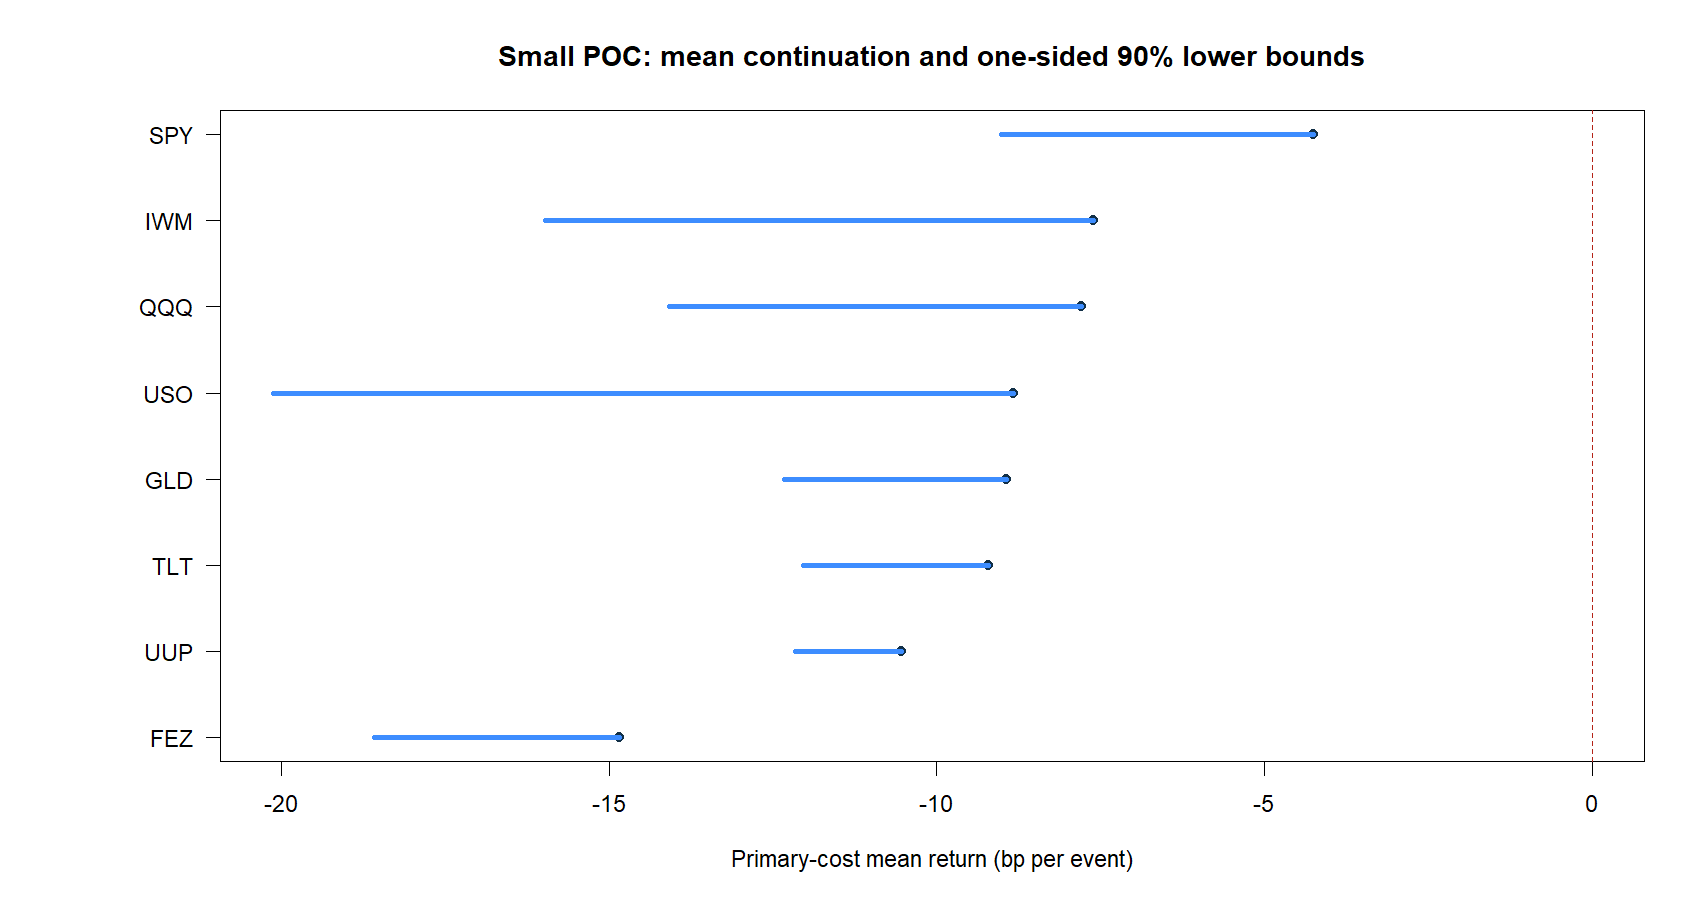 Small POC: mean continuation and one-sided 90% lower bounds
SPY
IWM
QQQ
USO
GLD
TLT
UUP
FEZ
-20 -15 -10 -5 0
Primary-cost mean return (bp per event)